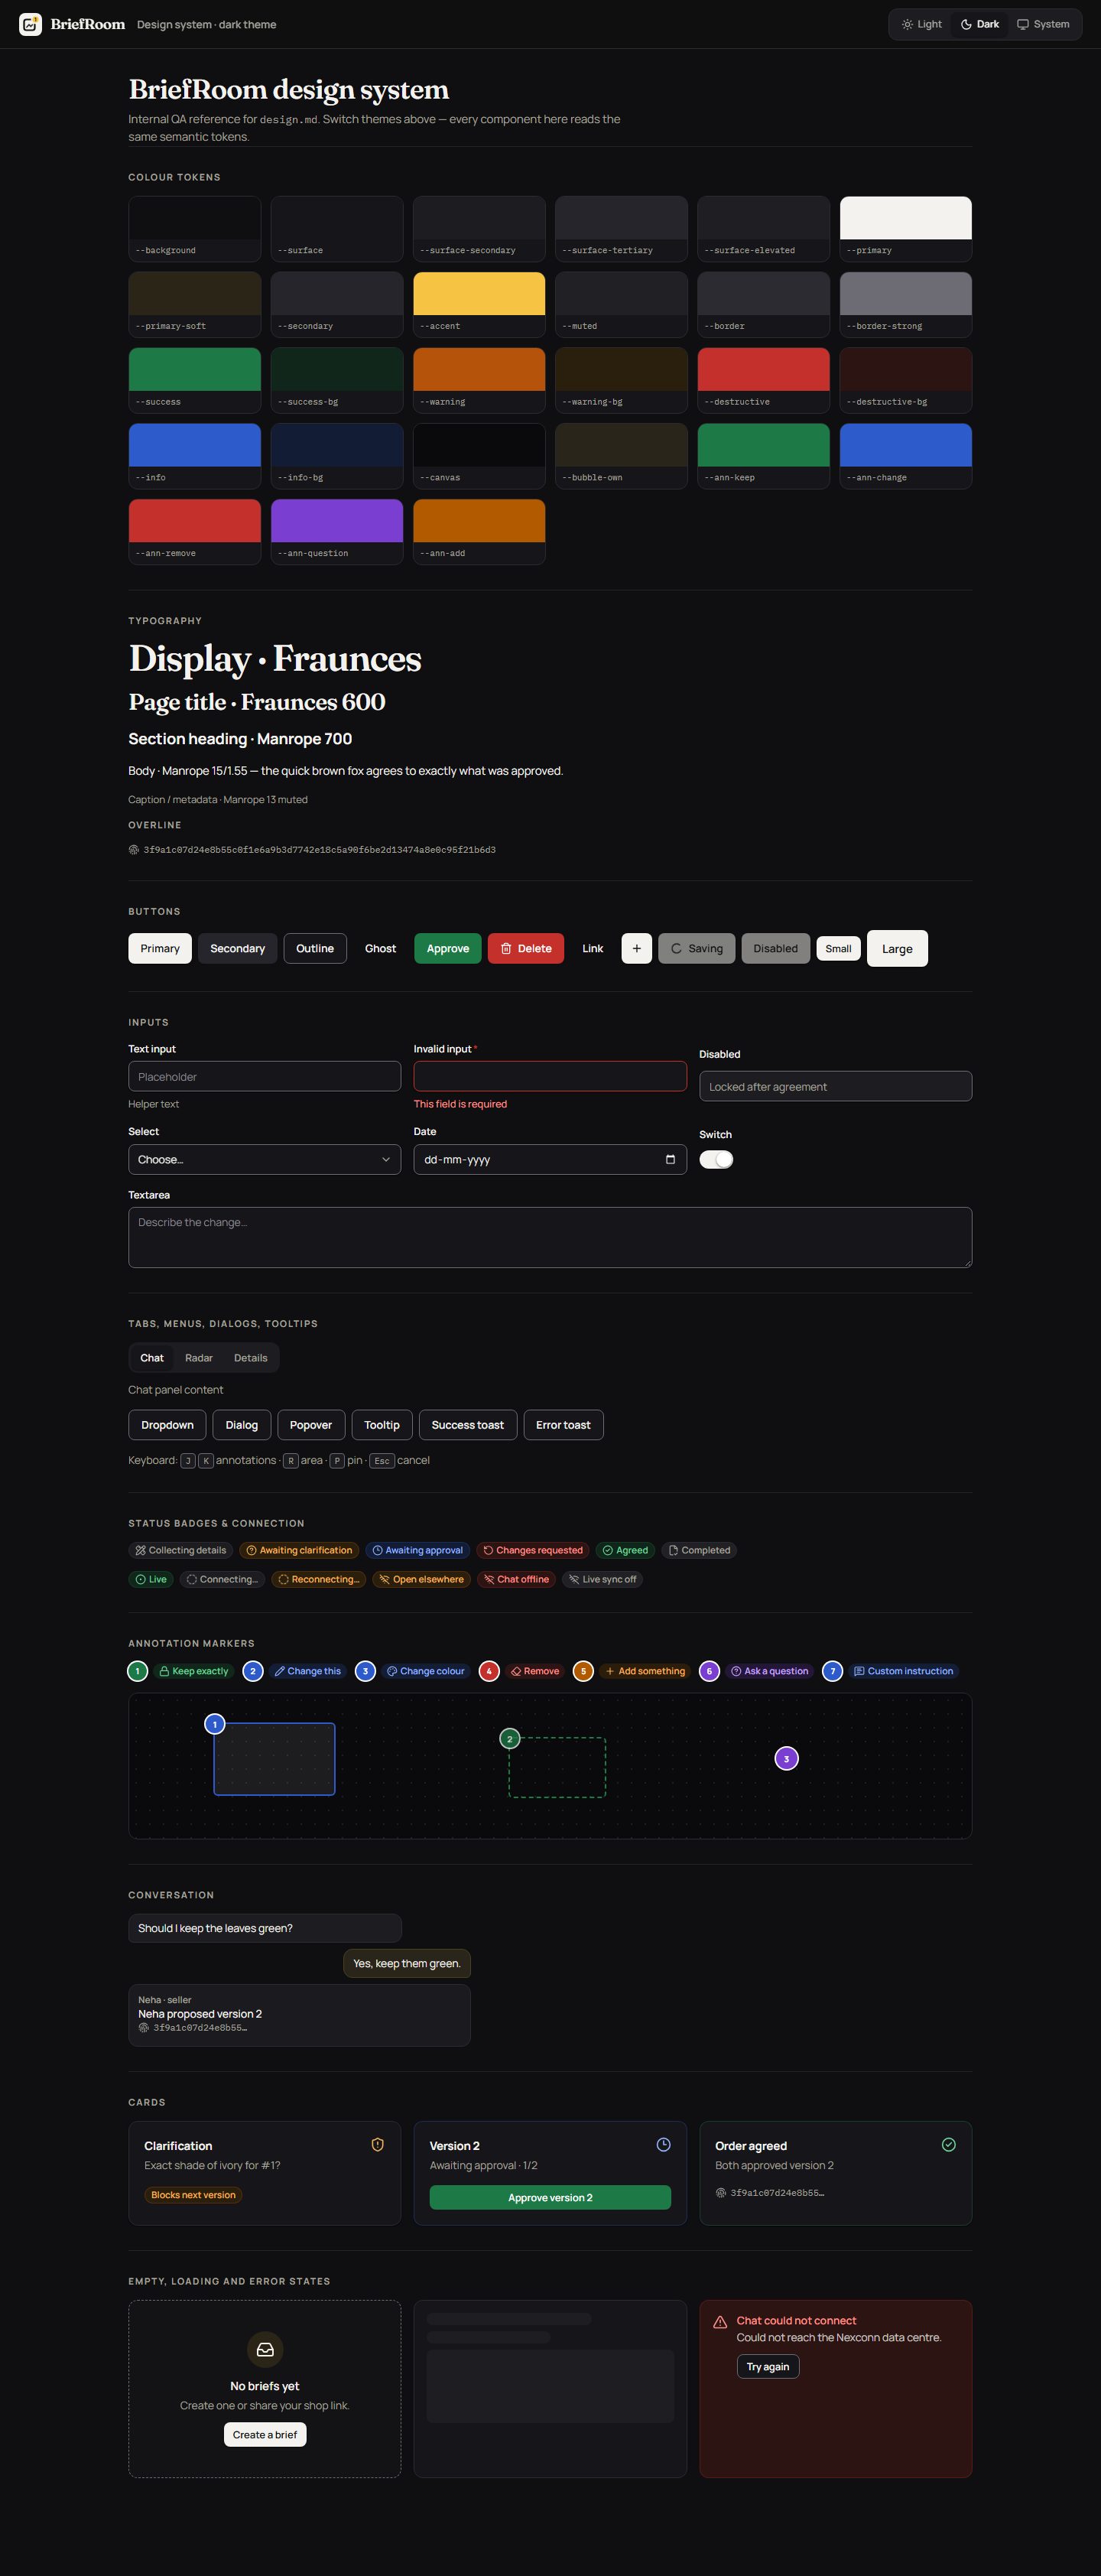 BriefRoom Design system · dark theme Light Dark System
BriefRoom design system
Internal QA reference for design.md. Switch themes above — every component here reads the
same semantic tokens.
COLOUR TOKENS
--background --surface --surface-secondary --surface-tertiary --surface-elevated --primary
--primary-soft --secondary --accent --muted --border --border-strong
--success --success-bg --warning --warning-bg --destructive --destructive-bg
--info --info-bg --canvas --bubble-own --ann-keep --ann-change
--ann-remove --ann-question --ann-add
TYPOGRAPHY
Display · Fraunces
Page title · Fraunces 600
Section heading · Manrope 700
Body · Manrope 15/1.55 — the quick brown fox agrees to exactly what was approved.
Caption / metadata · Manrope 13 muted
OVERLINE
3f9a1c07d24e8b55c0f1e6a9b3d7742e18c5a90f6be2d13474a8e0c95f21b6d3
BUTTONS
Primary Secondary Outline Ghost Approve Delete Link + Saving Disabled Small Large
INPUTS
Text input Invalid input * Disabled
Placeholder Locked after agreement
Helper text This field is required
Select Date Switch
Choose… dd-mm-yyyy
Textarea
Describe the change…
TABS, MENUS, DIALOGS, TOOLTIPS
Chat Radar Details
Chat panel content
Dropdown Dialog Popover Tooltip Success toast Error toast
Keyboard: J K annotations · R area · P pin · Esc cancel
STATUS BADGES & CONNECTION
Collecting details Awaiting clarification Awaiting approval Changes requested Agreed Completed
Live Connecting… Reconnecting… Open elsewhere Chat offline Live sync off
ANNOTATION MARKERS
1 Keep exactly 2 Change this 3 Change colour 4 Remove 5 Add something 6 Ask a question 7 Custom instruction
1 2 3
CONVERSATION
Should I keep the leaves green?
Yes, keep them green.
Neha · seller
Neha proposed version 2
3f9a1c07d24e8b55…
CARDS
Clarification
Exact shade of ivory for #1?
Blocks next version
Version 2
Awaiting approval · 1/2
Approve version 2
Order agreed
Both approved version 2
3f9a1c07d24e8b55…
EMPTY, LOADING AND ERROR STATES
No briefs yet
Create one or share your shop link.
Create a brief
Chat could not connect
Could not reach the Nexconn data centre.
Try again